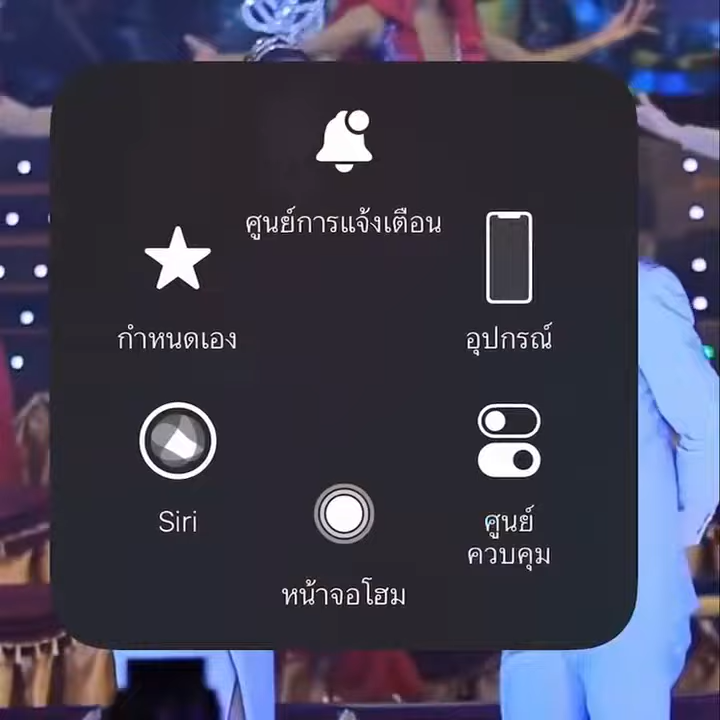 ศูนย์การแจ้งเตือน
กำหนดเอง
อุปกรณ์
Siri
ศูนย์
ควบคุม
หน้าจอโฮม